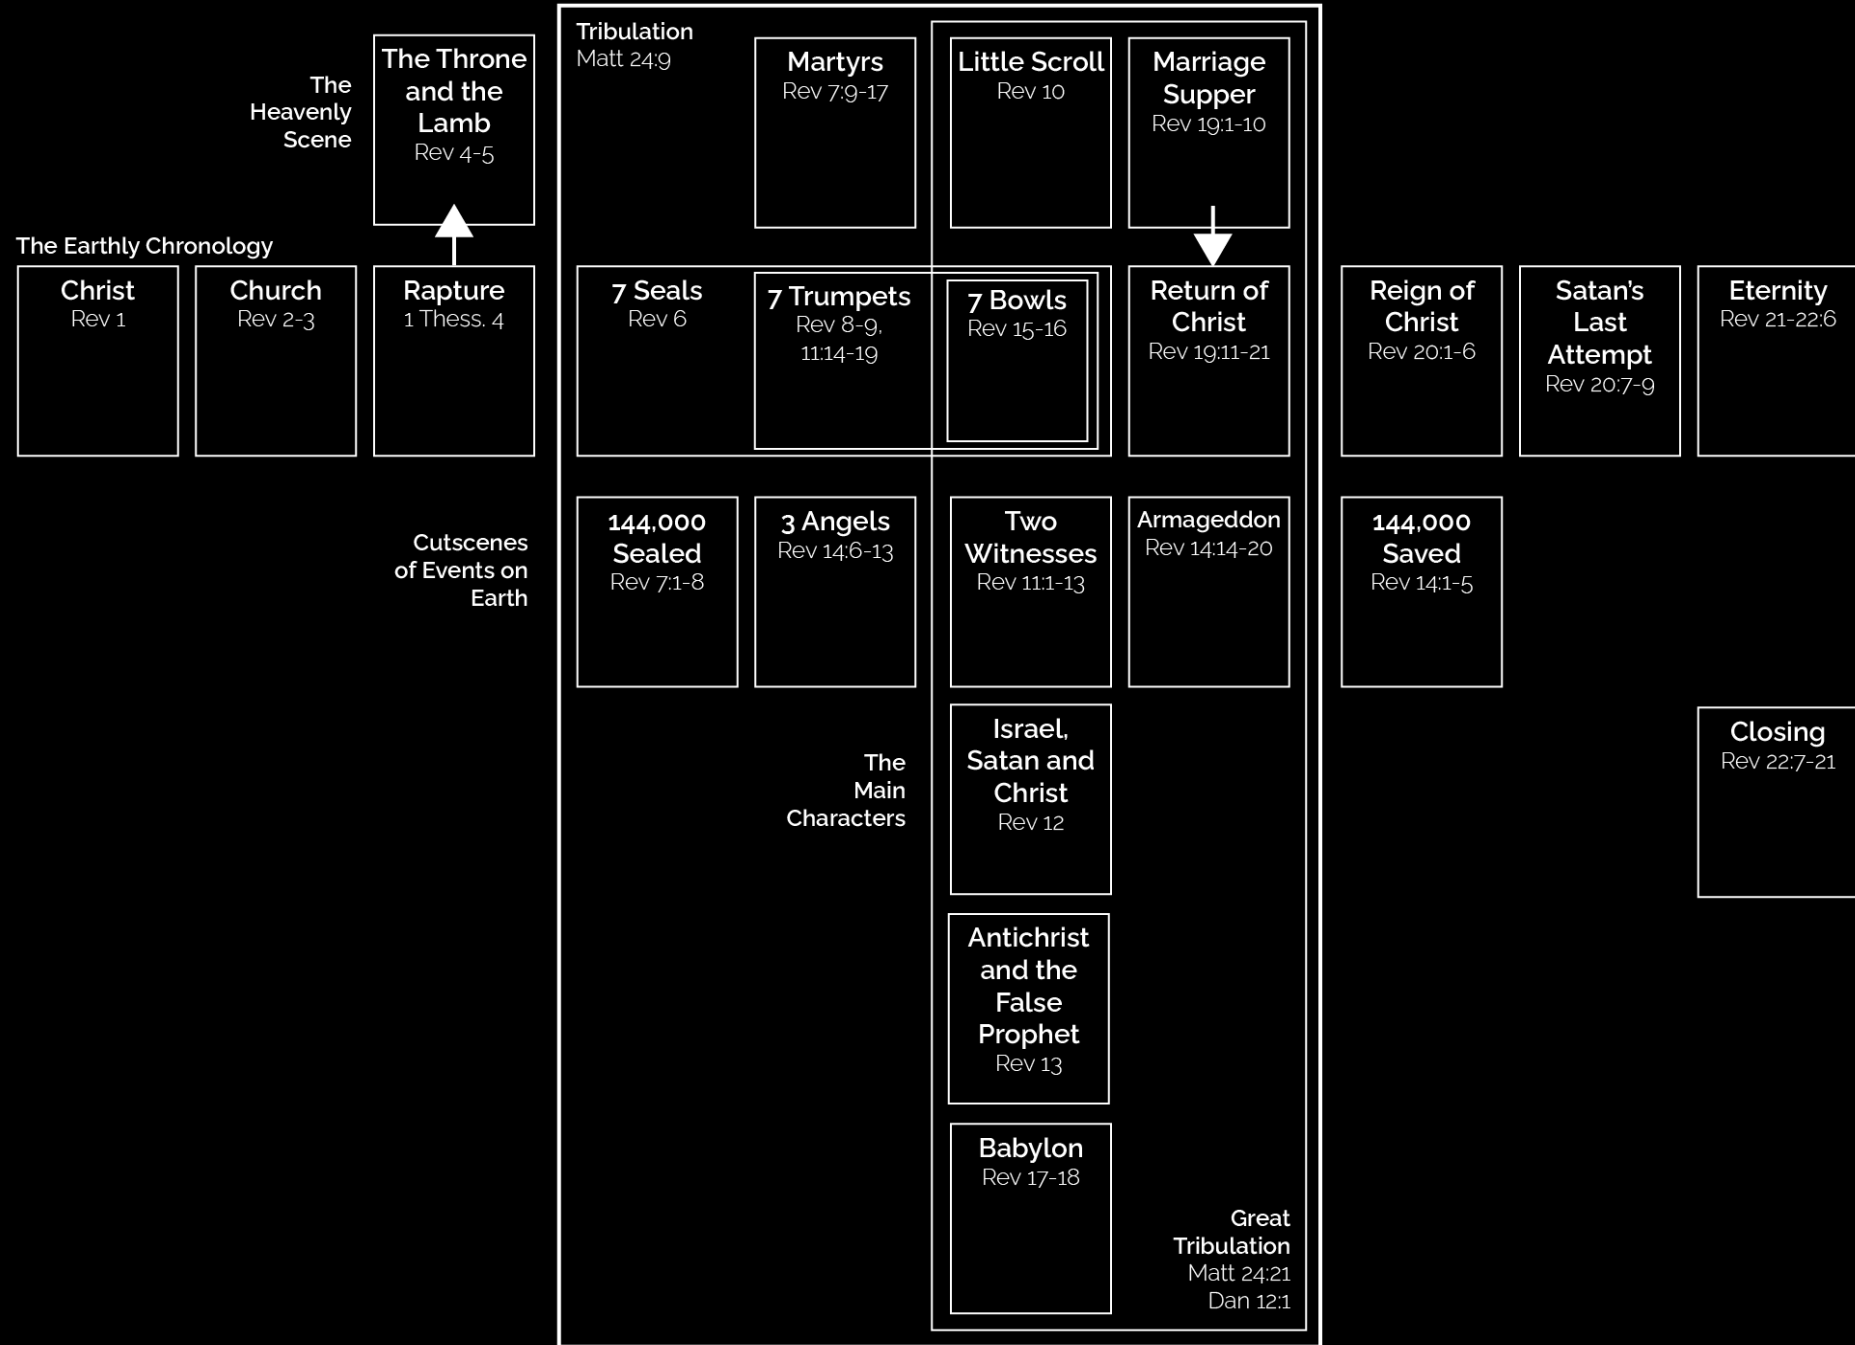 The
Heavenly
Scene
The Throne
and the
Lamb
Rev 4-5
Tribulation
Matt 24:9
Martyrs
Rev 7:9-17
Little Scroll
Rev 10
Marriage
Supper
Rev 19:1-10
The Earthly Chronology
Christ
Rev 1
Church
Rev 2-3
Rapture
1 Thess. 4
7 Seals
Rev 6
7 Trumpets
Rev 8-9,
11:14-19
7 Bowls
Rev 15-16
Return of
Christ
Rev 19:11-21
Reign of
Christ
Rev 20:1-6
Satan's
Last
Attempt
Rev 20:7-9
Eternity
Rev 21-22:6
Cutscenes
of Events on
Earth
144,000
Sealed
Rev 7:1-8
3 Angels
Rev 14:6-13
Two
Witnesses
Rev 11:1-13
Armageddon
Rev 14:14-20
144,000
Saved
Rev 14:1-5
The
Main
Characters
Israel,
Satan and
Christ
Rev 12
Closing
Rev 22:7-21
Antichrist
and the
False
Prophet
Rev 13
Babylon
Rev 17-18
Great
Tribulation
Matt 24:21
Dan 12:1